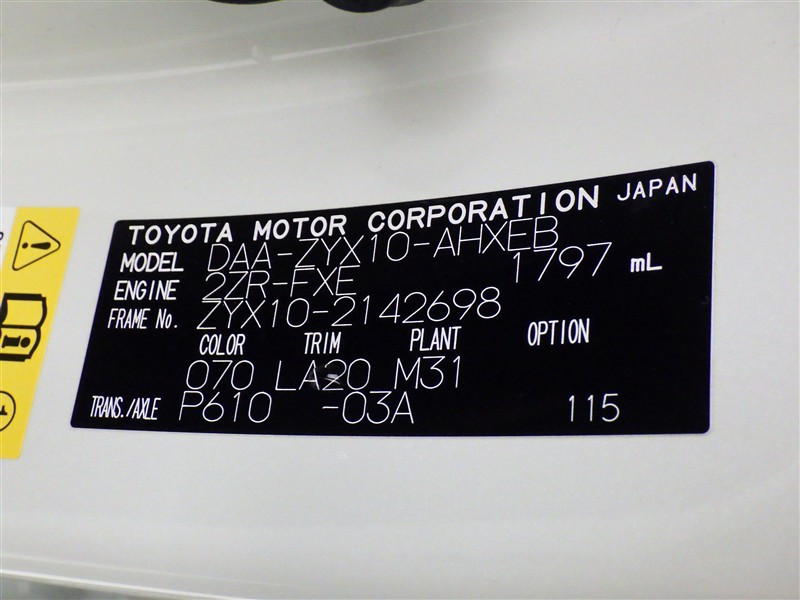 TOYOTA MOTOR CORPORATION JAPAN
MODEL DAA-ZYX10-AHXEB
ENGINE 2ZR-FXE 1797 mL
FRAME No. ZYX10-2142698
COLOR TRIM PLANT OPTION
070 LA20 M31
TRANS./AXLE P610 -03A 115